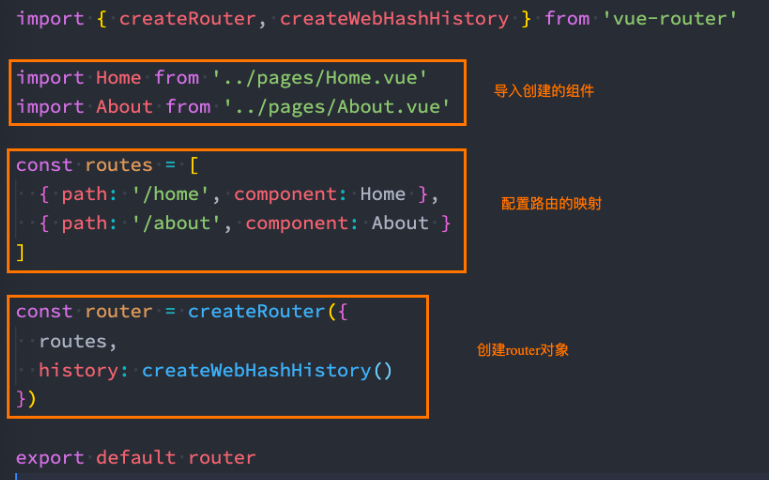 import { createRouter, createWebHashHistory } from 'vue-router'
import Home from '../pages/Home.vue'
import About from '../pages/About.vue'
导入创建的组件
const routes = [
  { path: '/home', component: Home },
  { path: '/about', component: About }
]
配置路由的映射
const router = createRouter({
  routes,
  history: createWebHashHistory()
})
创建router对象
export default router